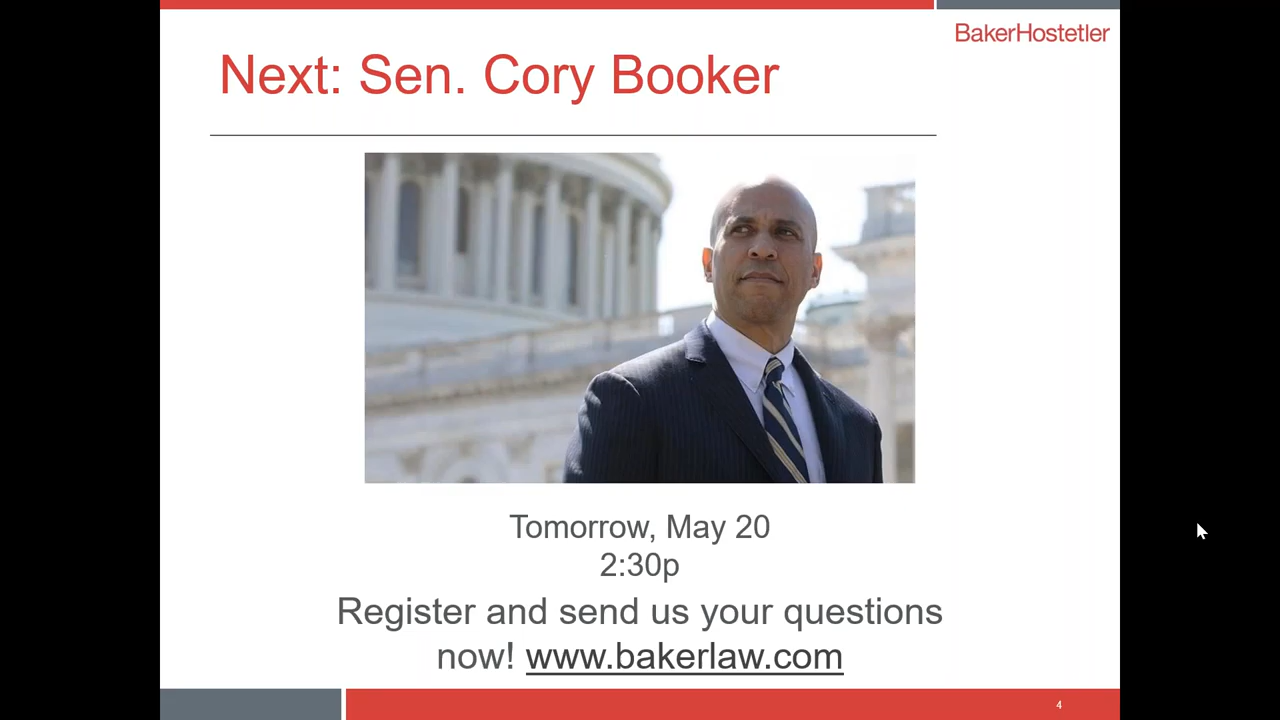 BakerHostetler
Next: Sen. Cory Booker
Tomorrow, May 20
2:30p
Register and send us your questions
now! www.bakerlaw.com
4